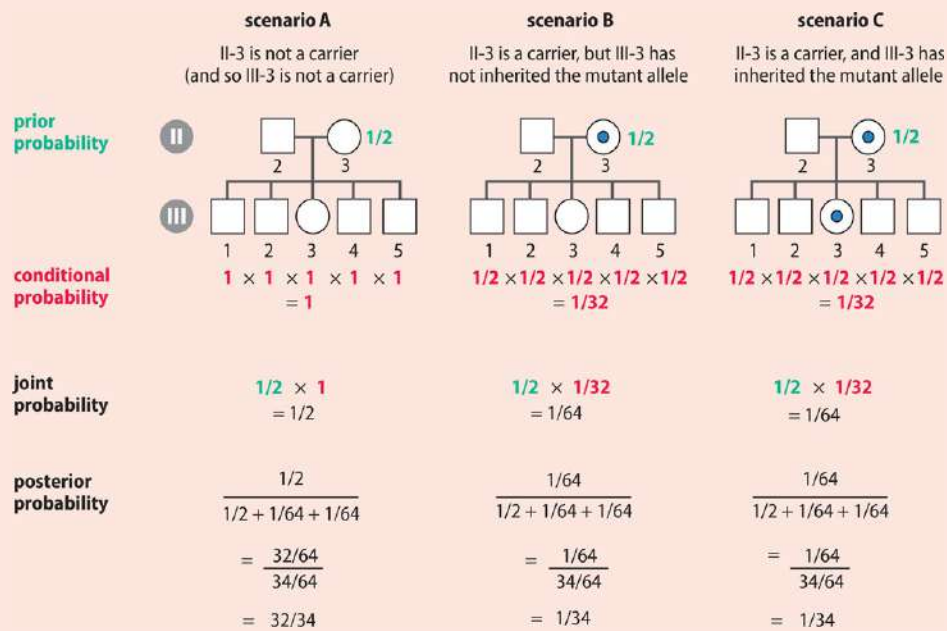 scenario A
II-3 is not a carrier
(and so III-3 is not a carrier)
scenario B
II-3 is a carrier, but III-3 has
not inherited the mutant allele
scenario C
II-3 is a carrier, and III-3 has
inherited the mutant allele
prior
probability
II
2
3
1/2
2
3
1/2
2
3
1/2
III
1 2 3 4 5
1 2 3 4 5
1 2 3 4 5
conditional
probability
1 × 1 × 1 × 1 × 1
= 1
1/2 × 1/2 × 1/2 × 1/2 × 1/2
= 1/32
1/2 × 1/2 × 1/2 × 1/2 × 1/2
= 1/32
joint
probability
1/2 × 1
= 1/2
1/2 × 1/32
= 1/64
1/2 × 1/32
= 1/64
posterior
probability
1/2
1/2 + 1/64 + 1/64
= 32/64
34/64
= 32/34
1/64
1/2 + 1/64 + 1/64
= 1/64
34/64
= 1/34
1/64
1/2 + 1/64 + 1/64
= 1/64
34/64
= 1/34